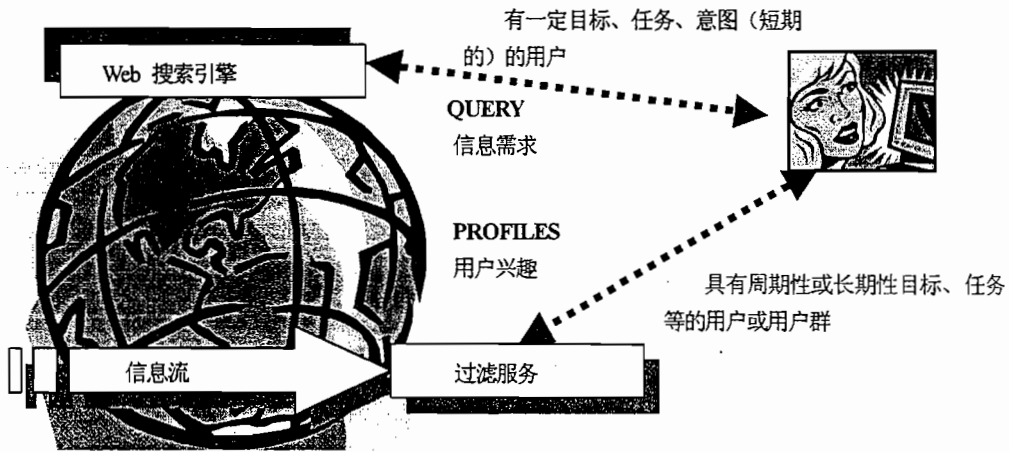 有一定目标、任务、意图（短期
的）的用户
Web 搜索引擎
QUERY
信息需求
PROFILES
用户兴趣
具有周期性或长期性目标、任务
等的用户或用户群
信息流
过滤服务